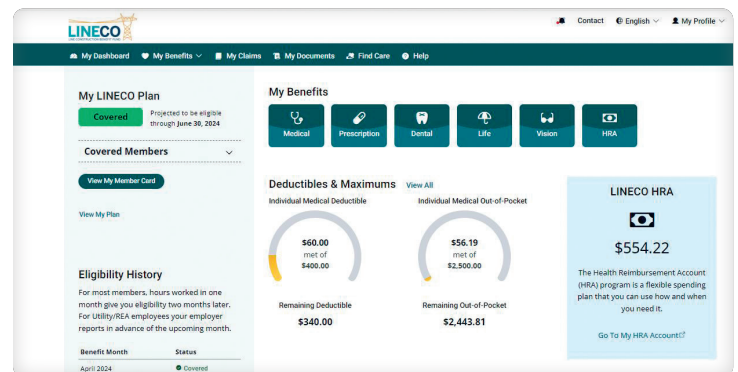 LINECO
LINE CONSTRUCTION BENEFIT FUND
Contact
English
My Profile
My Dashboard
My Benefits
My Claims
My Documents
Find Care
Help
My LINECO Plan
Covered
Projected to be eligible
through June 30, 2024
Covered Members
View My Member Card
View My Plan
Eligibility History
For most members, hours worked in one
month give you eligibility two months later.
For Utility/REA employees your employer
reports in advance of the upcoming month.
Benefit Month Status
April 2024 Covered
My Benefits
Medical
Prescription
Dental
Life
Vision
HRA
Deductibles & Maximums View All
Individual Medical Deductible
$60.00
met of
$400.00
Remaining Deductible
$340.00
Individual Medical Out-of-Pocket
$56.19
met of
$2,500.00
Remaining Out-of-Pocket
$2,443.81
LINECO HRA
$554.22
The Health Reimbursement Account
(HRA) program is a flexible spending
plan that you can use how and when
you need it.
Go To My HRA Account